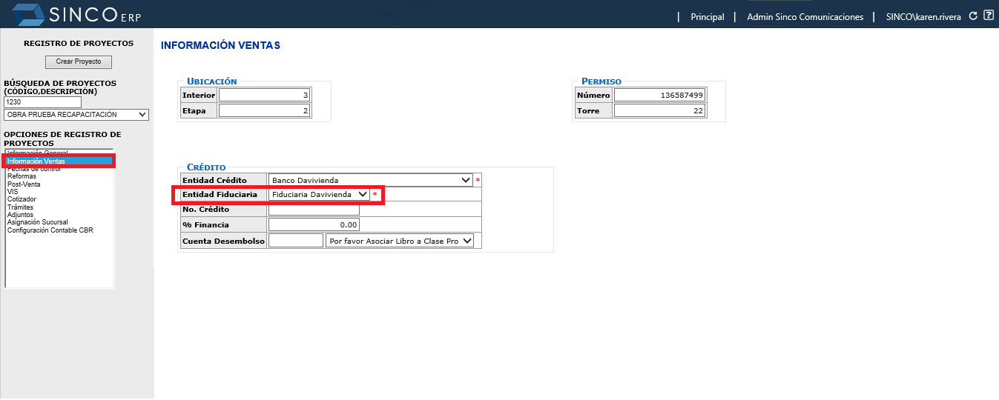 SINCO ERP
| Principal | Admin Sinco Comunicaciones | SINCO\karen.rivera
REGISTRO DE PROYECTOS
Crear Proyecto
BÚSQUEDA DE PROYECTOS
(CÓDIGO,DESCRIPCIÓN)
1230
OBRA PRUEBA RECAPACITACIÓN
OPCIONES DE REGISTRO DE
PROYECTOS
Información General
Información Ventas
Fechas de control
Reformas
Post-Venta
VIS
Cotizador
Trámites
Adjuntos
Asignación Sucursal
Configuración Contable CBR
INFORMACIÓN VENTAS
UBICACIÓN
Interior 3
Etapa 2
PERMISO
Número 136587499
Torre 22
CRÉDITO
Entidad Crédito Banco Davivienda *
Entidad Fiduciaria Fiduciaria Davivienda *
No. Crédito
% Financia 0.00
Cuenta Desembolso Por favor Asociar Libro a Clase Pro